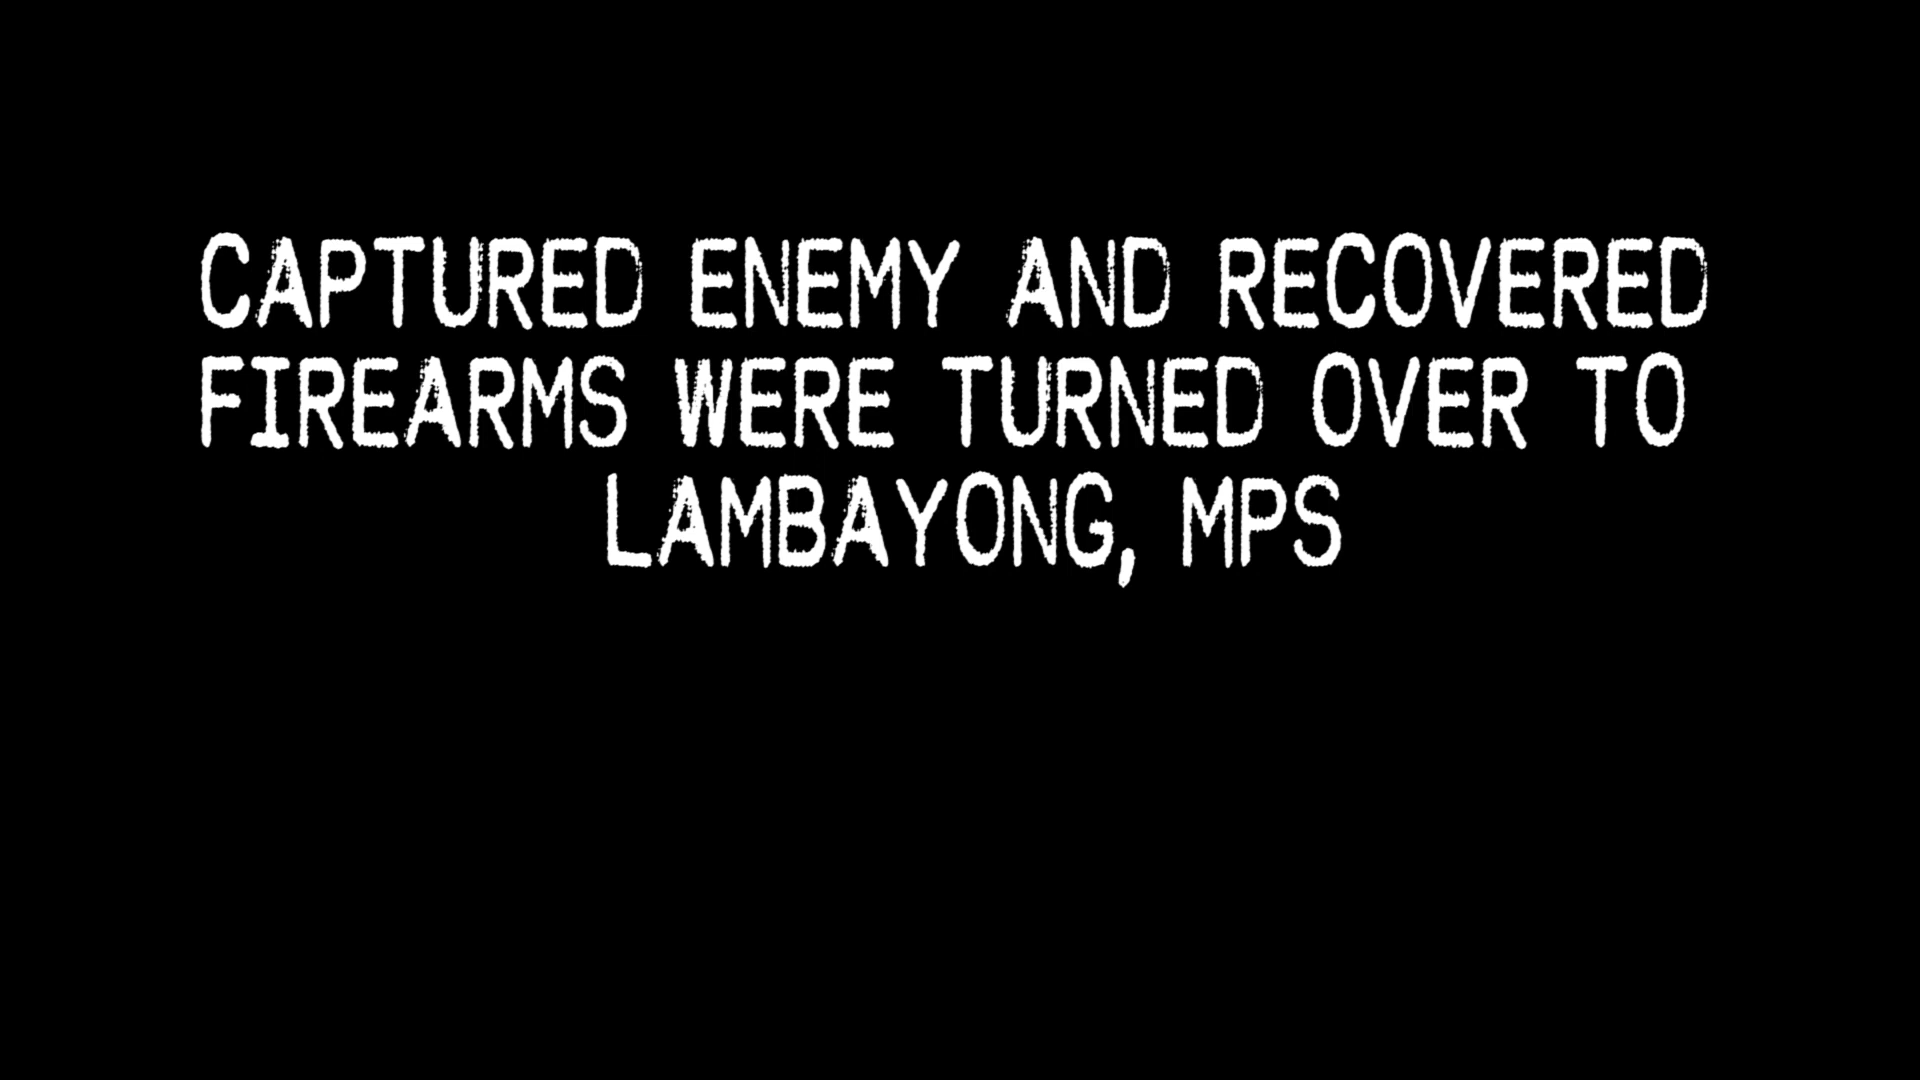 CAPTURED ENEMY AND RECOVERED
FIREARMS WERE TURNED OVER TO
LAMBAYONG, MPS